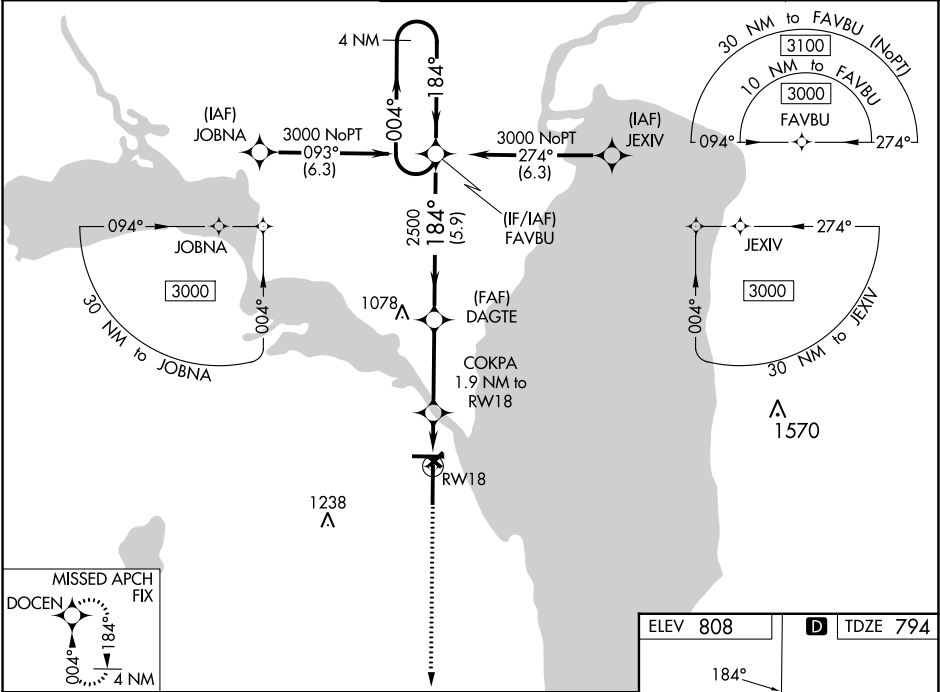 4 NM
004°
184°
(IAF)
JOBNA
3000 NoPT
093°
(6.3)
3000 NoPT
274°
(6.3)
(IAF)
JEXIV
30 NM to FAVBU (NoPT)
3100
10 NM to FAVBU
3000
FAVBU
094°
274°
(IF/IAF)
FAVBU
2500
184°
(5.9)
094°
JOBNA
3000
004°
30 NM to JOBNA
274°
JEXIV
3000
004°
30 NM to JEXIV
1078
(FAF)
DAGTE
COKPA
1.9 NM to
RW18
RW18
1570
1238
MISSED APCH
FIX
DOCEN
004°
184°
4 NM
ELEV 808
D TDZE 794
184°